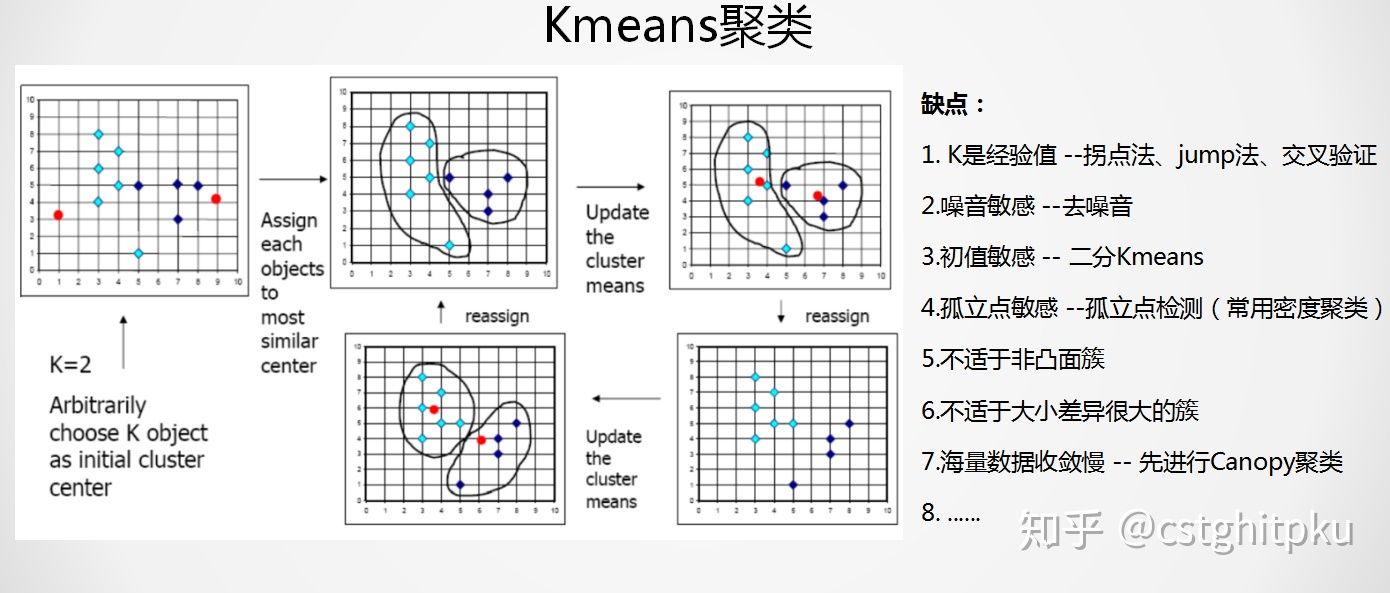 Kmeans聚类
Assign
each
objects
to
most
similar
center
Update
the
cluster
means
reassign
reassign
Update
the
cluster
means
K=2
Arbitrarily
choose K object
as initial cluster
center
缺点：
1. K是经验值 --拐点法、jump法、交叉验证
2.噪音敏感 --去噪音
3.初值敏感 -- 二分Kmeans
4.孤立点敏感 --孤立点检测（常用密度聚类）
5.不适于非凸面簇
6.不适于大小差异很大的簇
7.海量数据收敛慢 -- 先进行Canopy聚类
8. ......
知乎 @cstghitpku